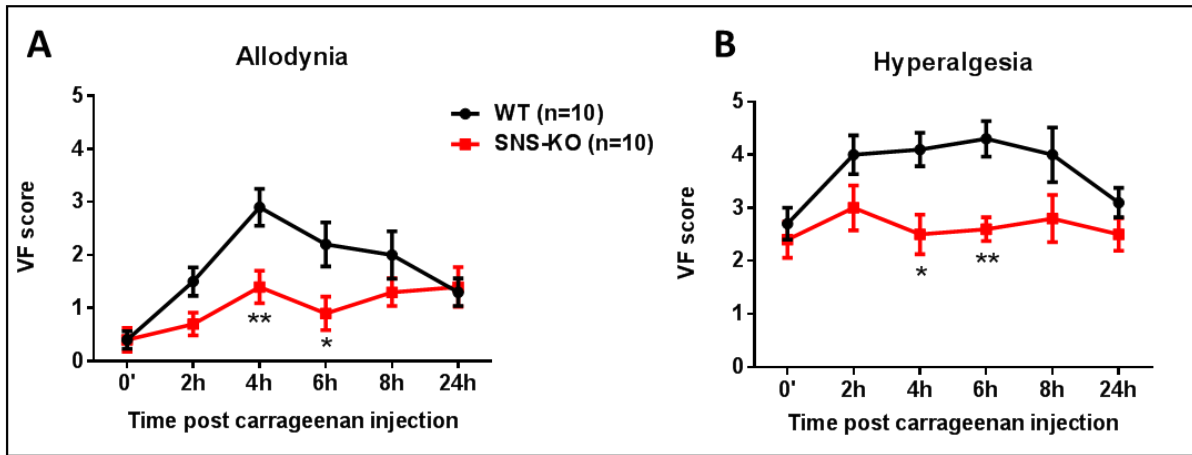 A
Allodynia
5
4
3
2
1
0
VF score
WT (n=10)
SNS-KO (n=10)
**
*
0' 2h 4h 6h 8h 24h
Time post carrageenan injection
B
Hyperalgesia
5
4
3
2
1
0
VF score
*
**
0' 2h 4h 6h 8h 24h
Time post carrageenan injection